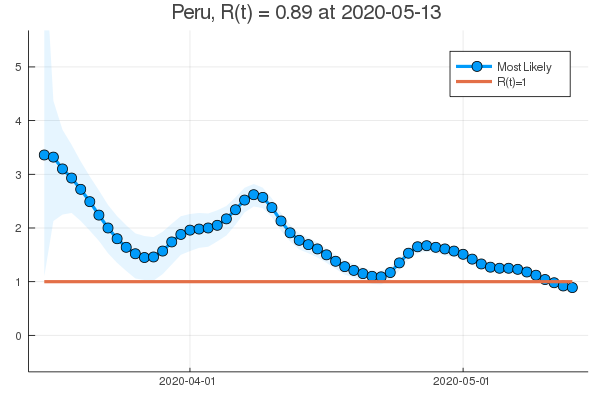 Peru, R(t) = 0.89 at 2020-05-13
5
Most Likely
R(t)=1
4
3
2
1
0
2020-04-01
2020-05-01